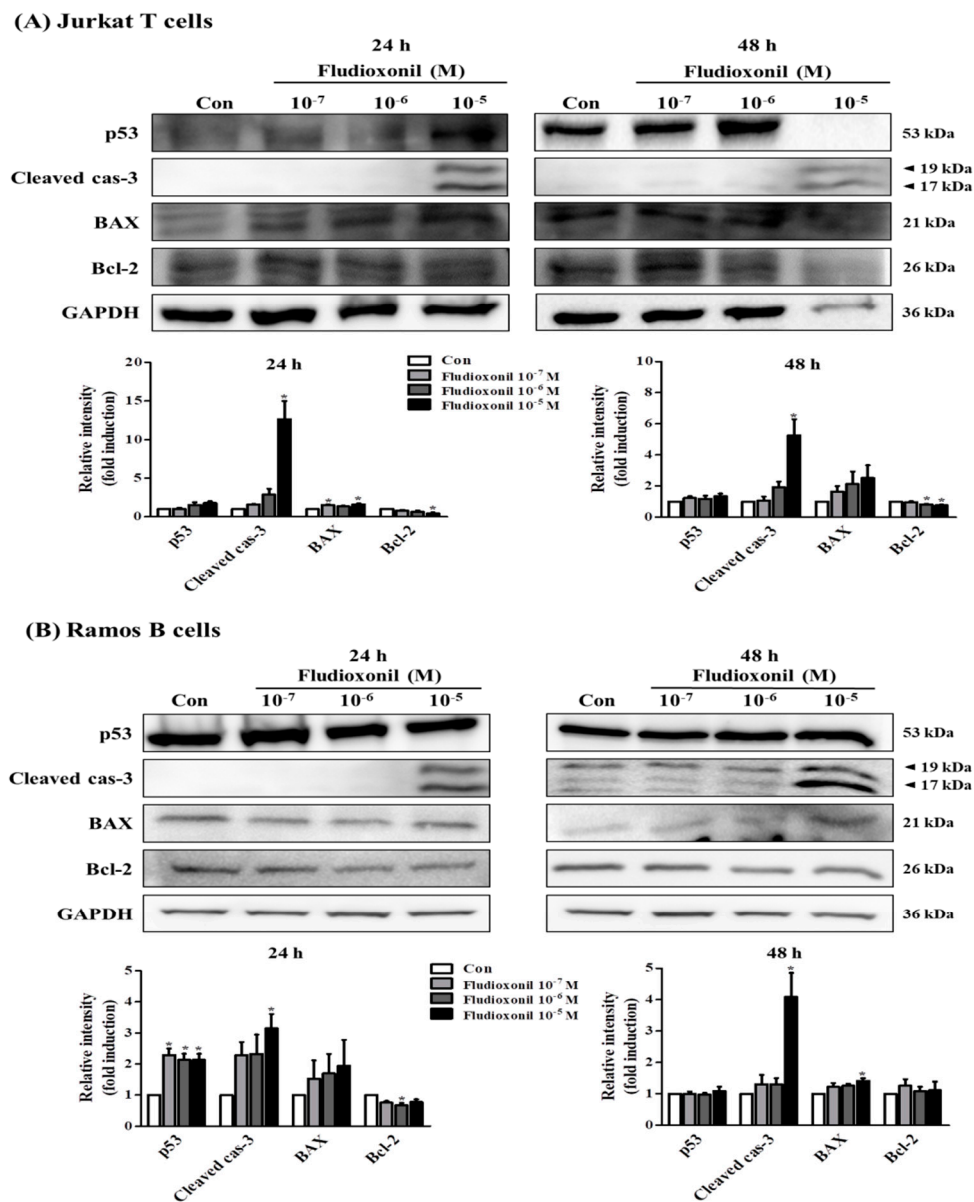 (A) Jurkat T cells
24 h
Fludioxonil (M)
Con 10-7 10-6 10-5
48 h
Fludioxonil (M)
Con 10-7 10-6 10-5
p53 53 kDa
Cleaved cas-3 ◄ 19 kDa
◄ 17 kDa
BAX 21 kDa
Bcl-2 26 kDa
GAPDH 36 kDa
24 h
Relative intensity
(fold induction)
20
15
10
5
0
* * * *
p53 Cleaved cas-3 BAX Bcl-2
Con
Fludioxonil 10-7 M
Fludioxonil 10-6 M
Fludioxonil 10-5 M
48 h
Relative intensity
(fold induction)
10
8
6
4
2
0
* * *
p53 Cleaved cas-3 BAX Bcl-2
(B) Ramos B cells
24 h
Fludioxonil (M)
Con 10-7 10-6 10-5
48 h
Fludioxonil (M)
Con 10-7 10-6 10-5
p53 53 kDa
Cleaved cas-3 ◄ 19 kDa
◄ 17 kDa
BAX 21 kDa
Bcl-2 26 kDa
GAPDH 36 kDa
24 h
Relative intensity
(fold induction)
5
4
3
2
1
0
* * * * *
p53 Cleaved cas-3 BAX Bcl-2
Con
Fludioxonil 10-7 M
Fludioxonil 10-6 M
Fludioxonil 10-5 M
48 h
Relative intensity
(fold induction)
5
4
3
2
1
0
* *
p53 Cleaved cas-3 BAX Bcl-2